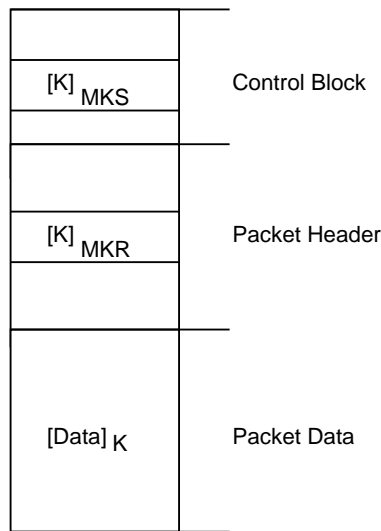 [K] MKS Control Block
[K] MKR Packet Header
[Data] K Packet Data